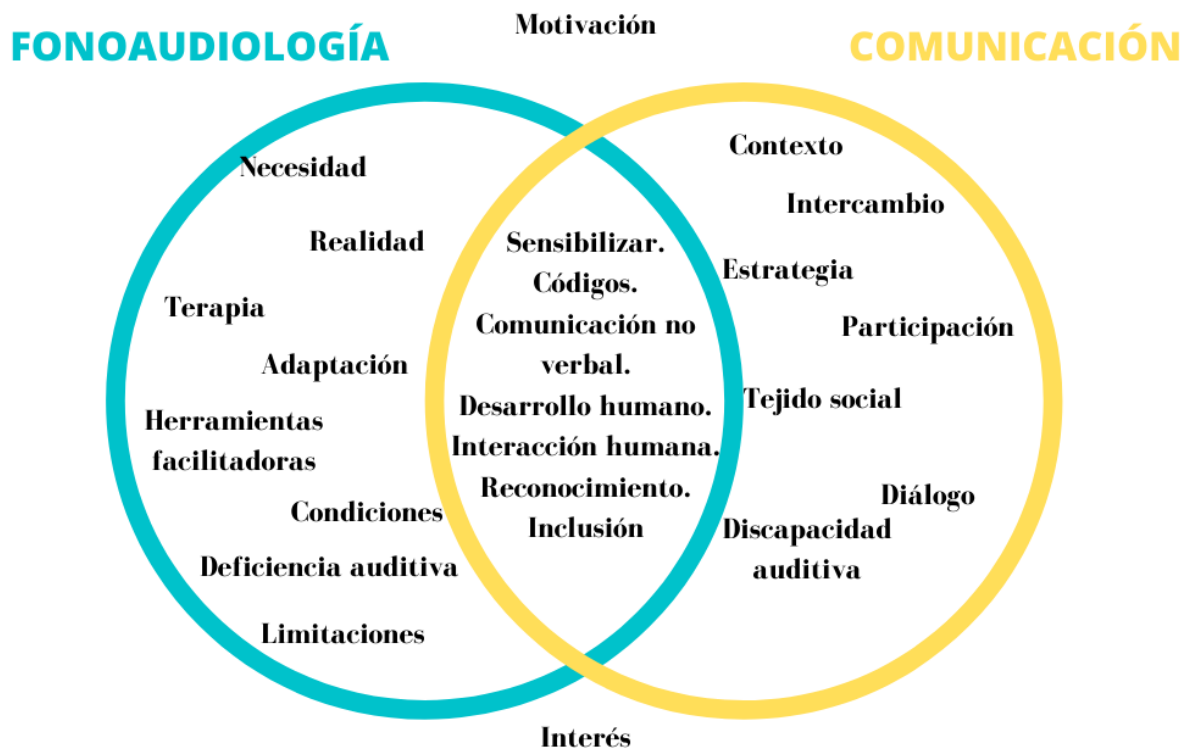 Motivación
FONOAUDIOLOGÍA
COMUNICACIÓN
Necesidad
Realidad
Terapia
Adaptación
Herramientas
facilitadoras
Condiciones
Deficiencia auditiva
Limitaciones
Sensibilizar.
Códigos.
Comunicación no
verbal.
Desarrollo humano.
Interacción humana.
Reconocimiento.
Inclusión
Contexto
Intercambio
Estrategia
Participación
Tejido social
Diálogo
Discapacidad
auditiva
Interés